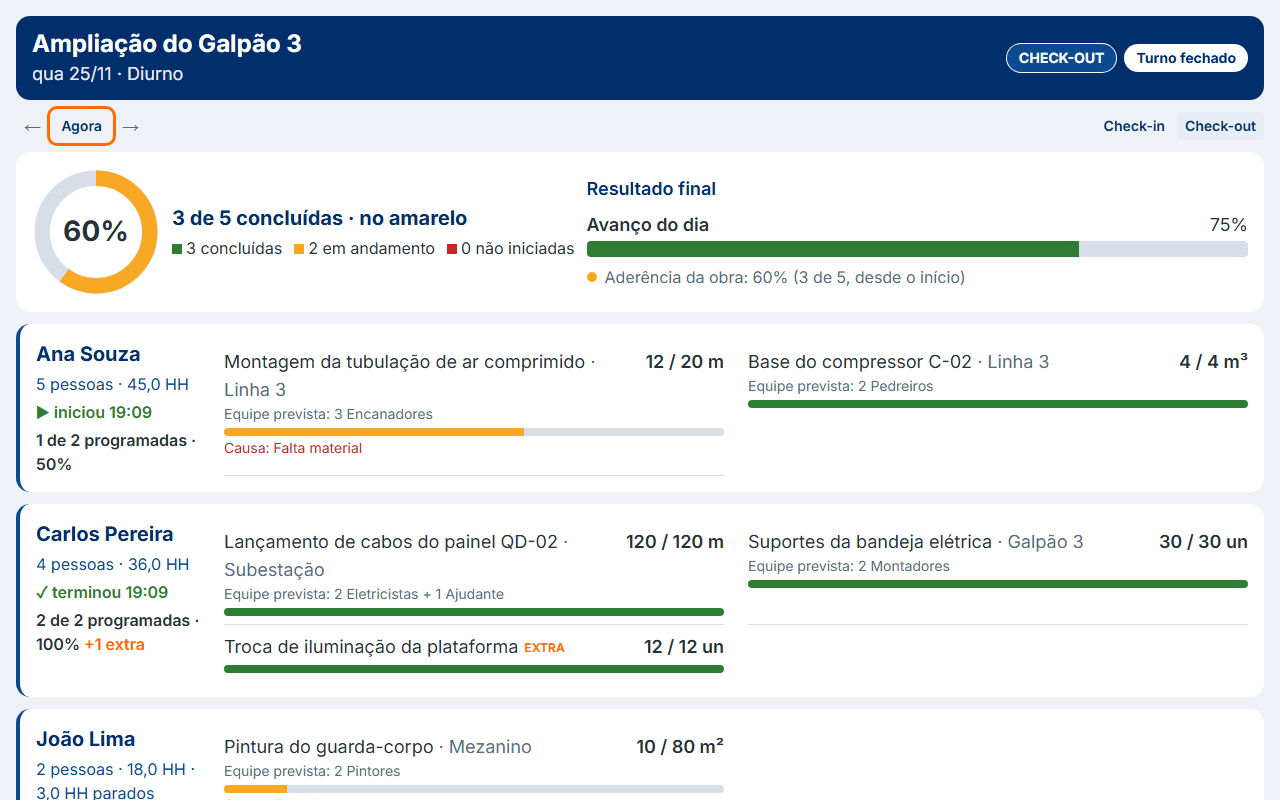 Ampliação do Galpão 3
qua 25/11 · Diurno
CHECK-OUT
Turno fechado
← Agora →
Check-in
Check-out
60%
3 de 5 concluídas · no amarelo
3 concluídas 2 em andamento 0 não iniciadas
Resultado final
Avanço do dia 75%
Aderência da obra: 60% (3 de 5, desde o início)
Ana Souza
5 pessoas · 45,0 HH
▶ iniciou 19:09
1 de 2 programadas ·
50%
Montagem da tubulação de ar comprimido ·
Linha 3
12 / 20 m
Equipe prevista: 3 Encanadores
Causa: Falta material
Base do compressor C-02 · Linha 3
4 / 4 m³
Equipe prevista: 2 Pedreiros
Carlos Pereira
4 pessoas · 36,0 HH
✓ terminou 19:09
2 de 2 programadas ·
100% +1 extra
Lançamento de cabos do painel QD-02 ·
Subestação
120 / 120 m
Equipe prevista: 2 Eletricistas + 1 Ajudante
Suportes da bandeja elétrica · Galpão 3
30 / 30 un
Equipe prevista: 2 Montadores
Troca de iluminação da plataforma EXTRA
12 / 12 un
João Lima
2 pessoas · 18,0 HH ·
3,0 HH parados
Pintura do guarda-corpo · Mezanino
10 / 80 m²
Equipe prevista: 2 Pintores